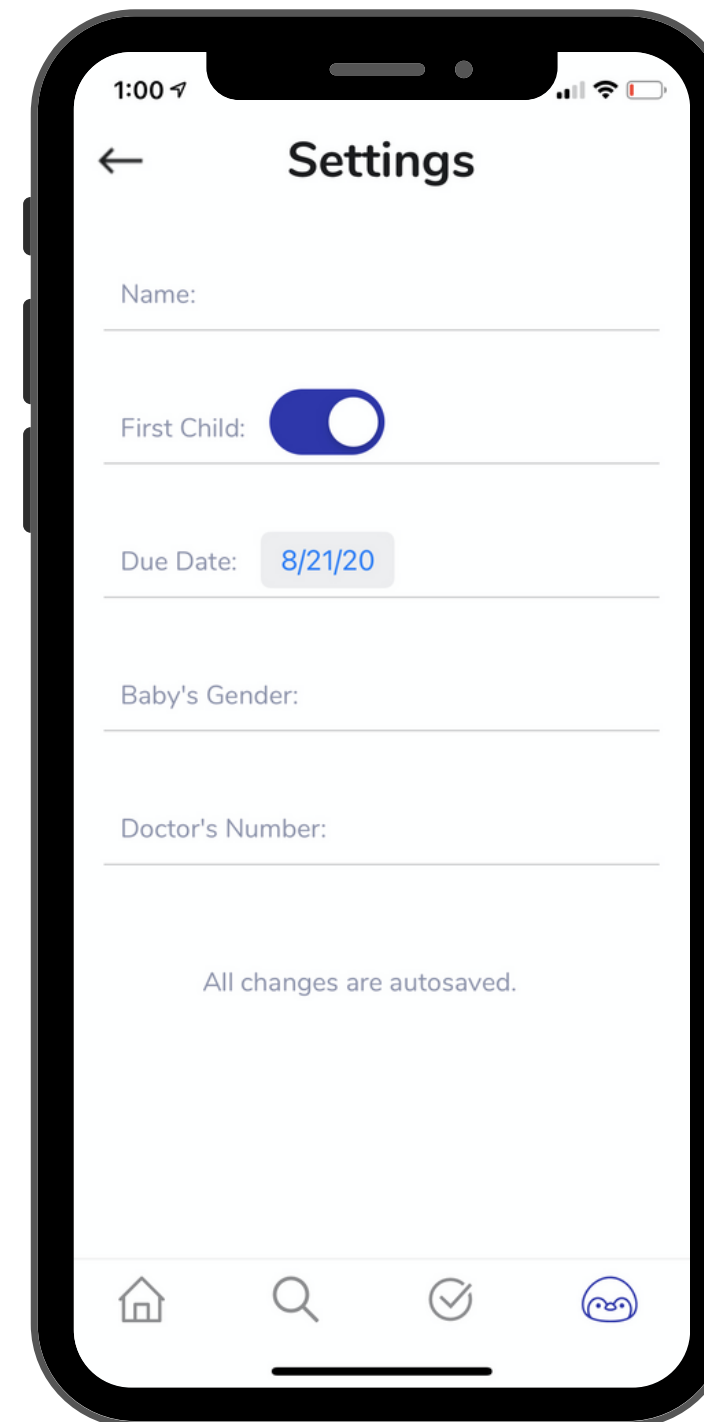 1:00
Settings
Name:
First Child:
Due Date: 8/21/20
Baby's Gender:
Doctor's Number:
All changes are autosaved.